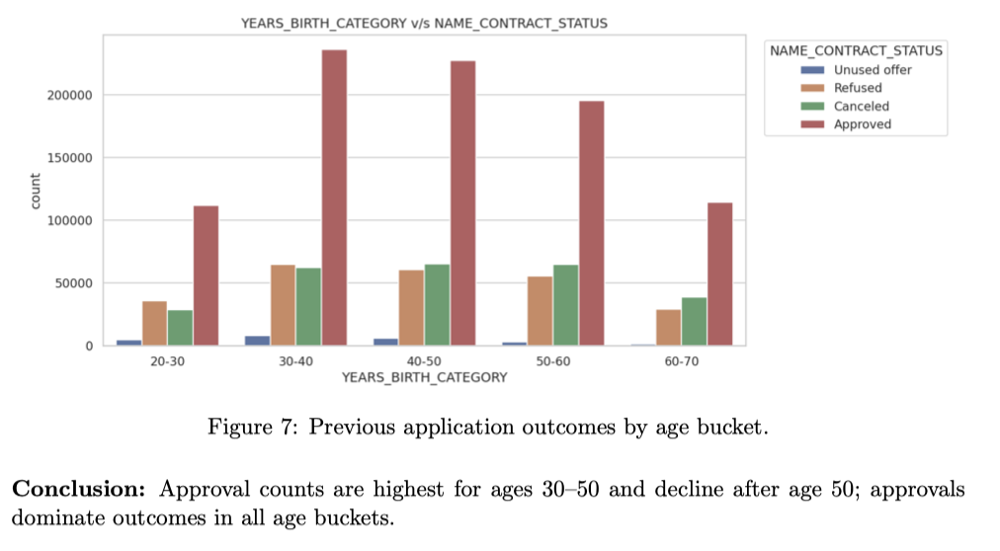 YEARS_BIRTH_CATEGORY v/s NAME_CONTRACT_STATUS
NAME_CONTRACT_STATUS
Unused offer
Refused
Canceled
Approved
200000
150000
100000
50000
0
count
20-30 30-40 40-50 50-60 60-70
YEARS_BIRTH_CATEGORY
Figure 7: Previous application outcomes by age bucket.
Conclusion: Approval counts are highest for ages 30–50 and decline after age 50; approvals
dominate outcomes in all age buckets.